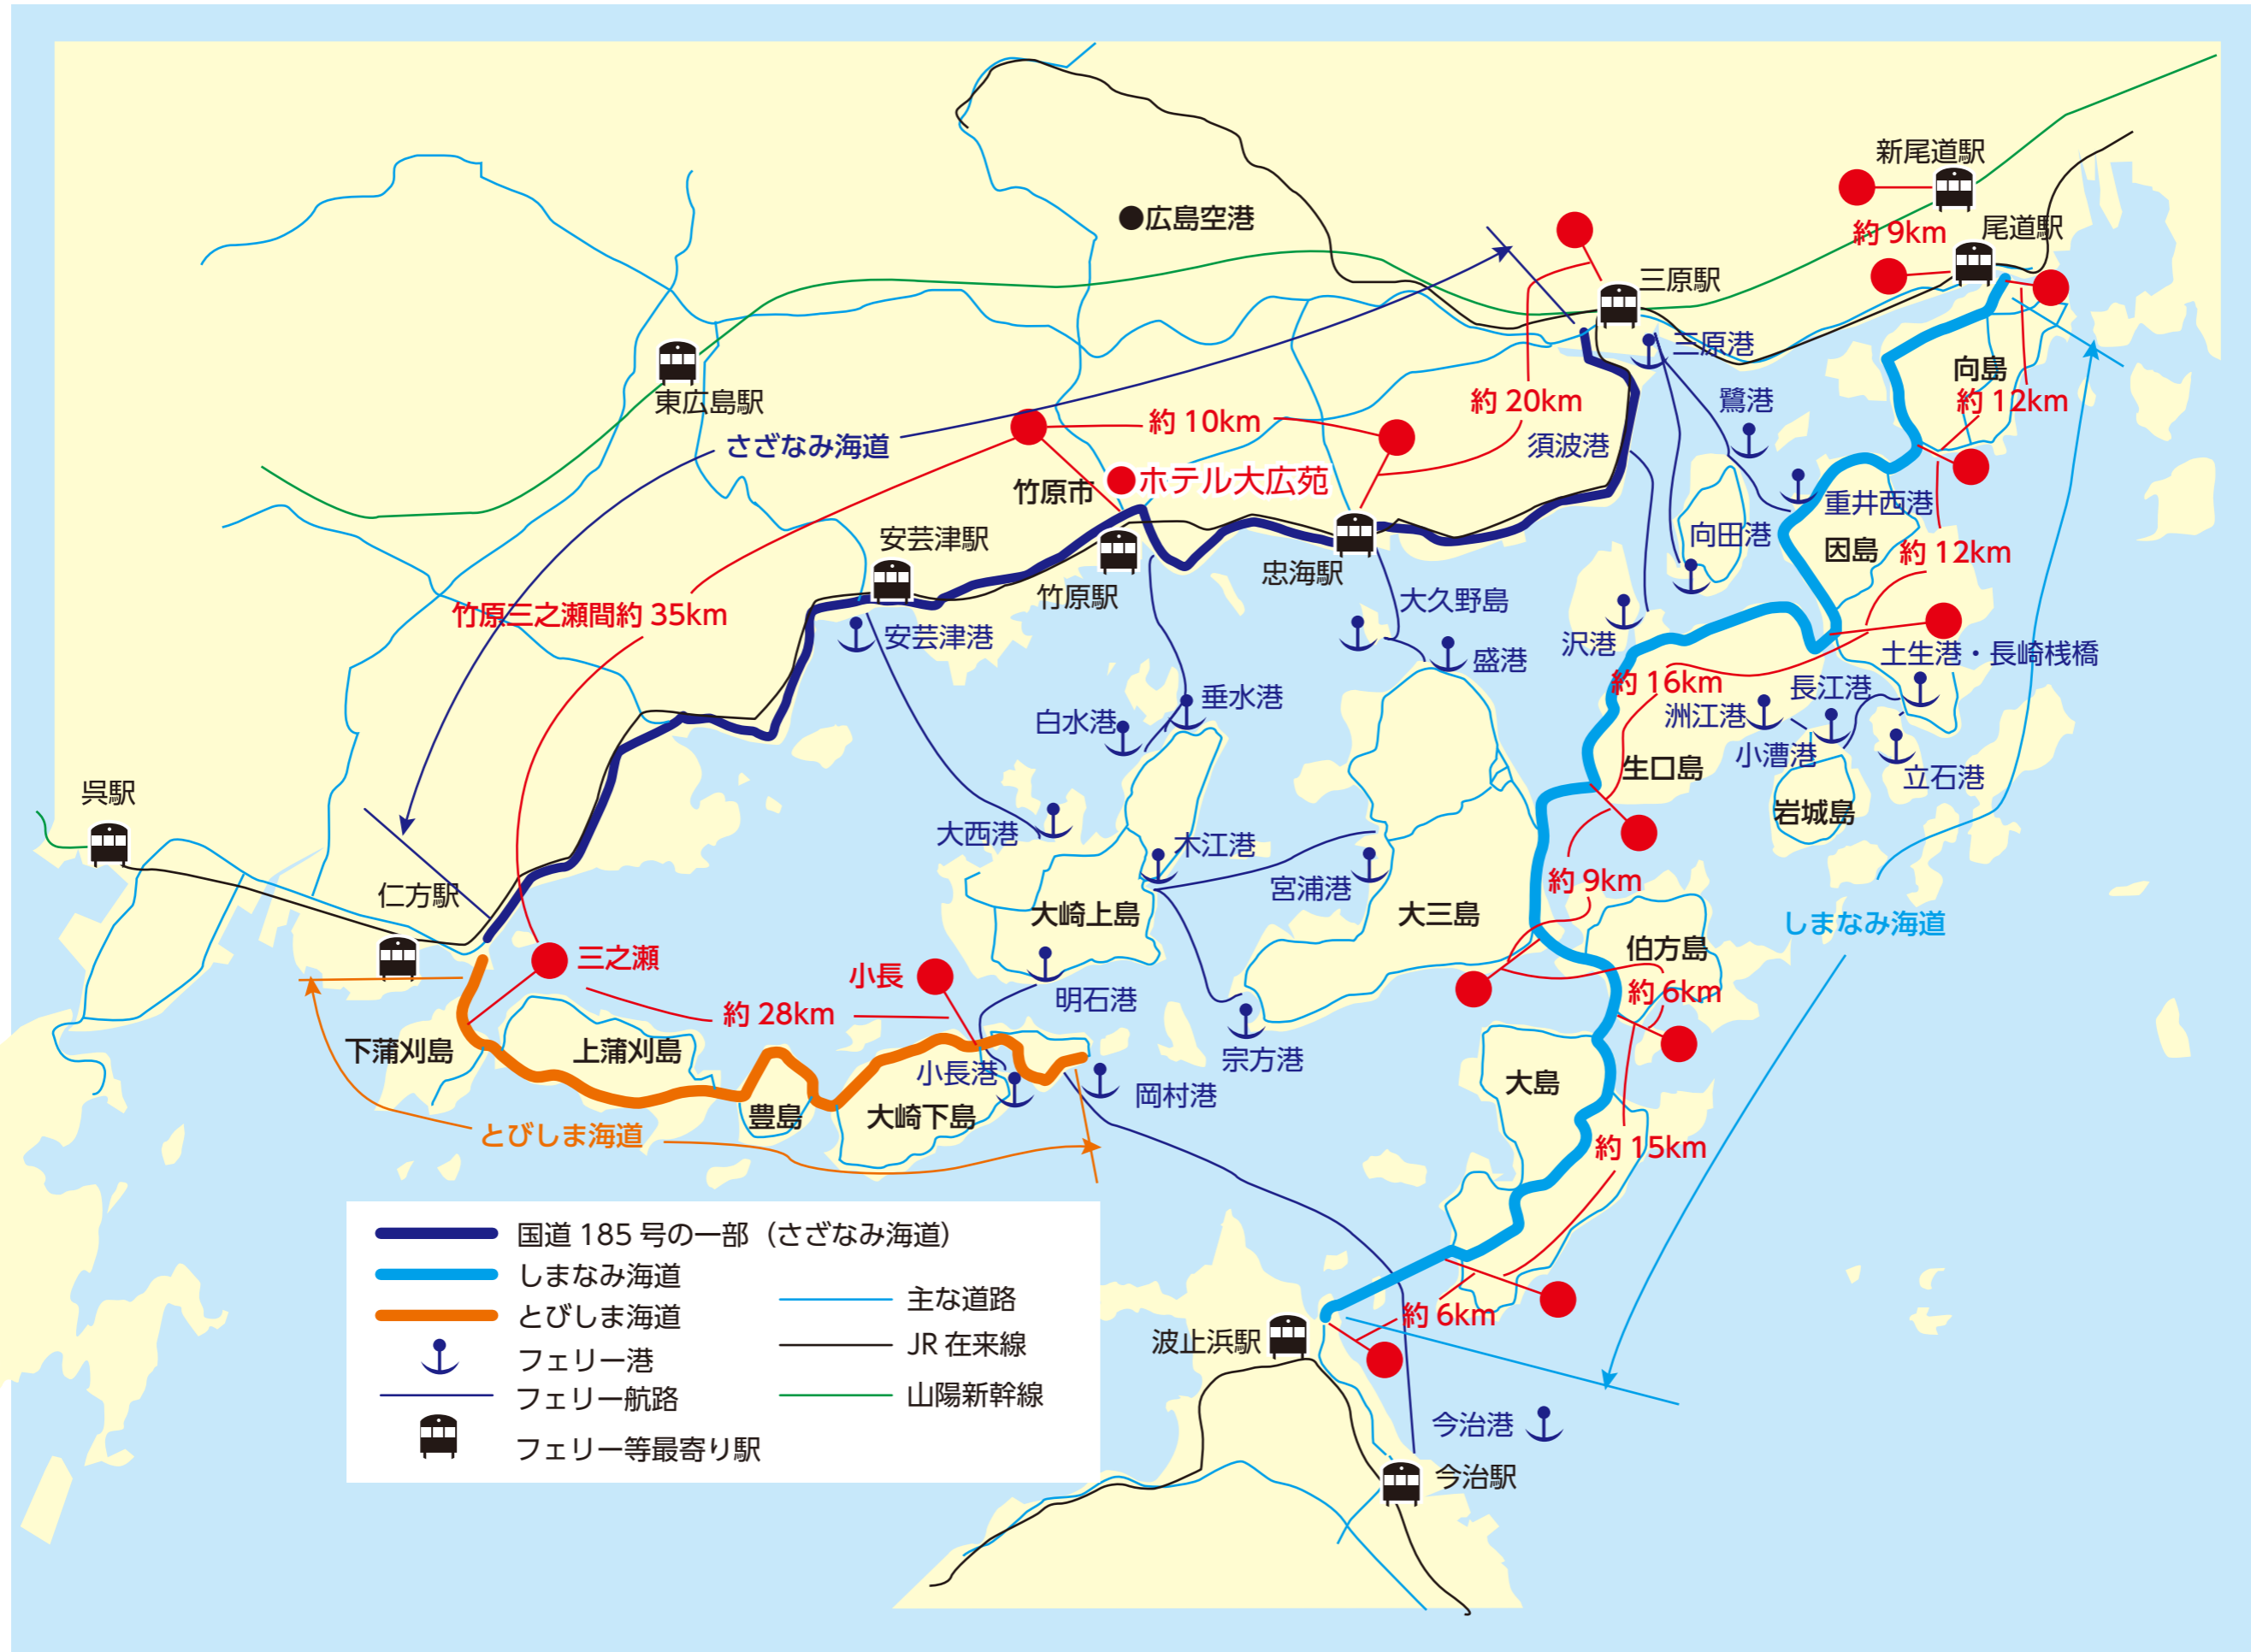 新尾道駅
尾道駅
約 9km
●広島空港
三原駅
三原港
向島
約 12km
鷺港
約 20km
須波港
東広島駅
さざなみ海道
約 10km
ホテル大広苑
竹原市
重井西港
向田港
因島
約 12km
安芸津駅
竹原駅
忠海駅
大久野島
竹原三之瀬間約 35km
安芸津港
盛港
沢港
土生港・長崎桟橋
約 16km
長江港
洲江港
小漕港
立石港
垂水港
白水港
生口島
岩城島
呉駅
大西港
木江港
宮浦港
約 9km
仁方駅
大崎上島
大三島
しまなみ海道
伯方島
三之瀬
小長
明石港
約 6km
約 28km
下蒲刈島
上蒲刈島
宗方港
小長港
岡村港
大島
豊島
大崎下島
とびしま海道
約 15km
国道 185 号の一部（さざなみ海道）
しまなみ海道
とびしま海道
フェリー港
フェリー航路
フェリー等最寄り駅
主な道路
JR 在来線
山陽新幹線
約 6km
波止浜駅
今治港
今治駅